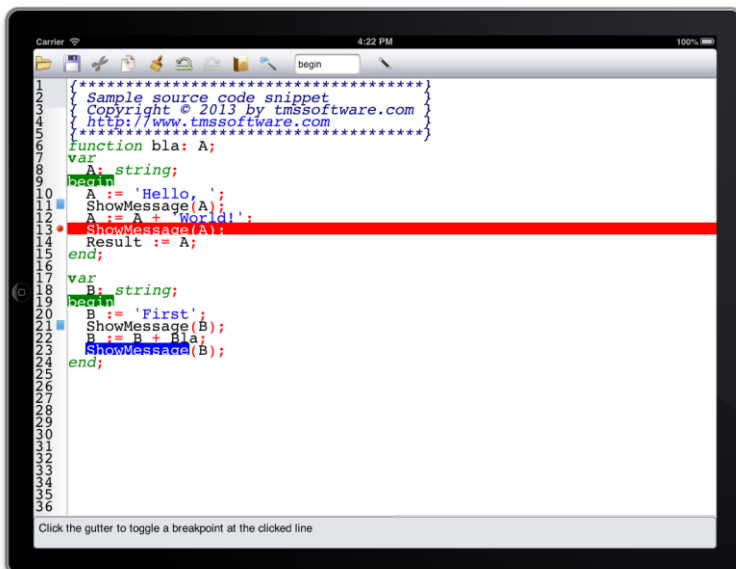 Carrier 4:22 PM 100%
begin
1 {*************************************}
2 { Sample source code snippet }
3 { Copyright © 2013 by tmssoftware.com }
4 { http://www.tmssoftware.com }
5 {*************************************}
6 function bla: A;
7 var
8 A: string;
9 begin
10 A := 'Hello, ';
11 ShowMessage(A);
12 A := A + 'World!';
13 ShowMessage(A);
14 Result := A;
15 end;
16
17 var
18 B: string;
19 begin
20 B := 'First';
21 ShowMessage(B);
22 B := B + Bla;
23 ShowMessage(B);
24 end;
25
26
27
28
29
30
31
32
33
34
35
36
Click the gutter to toggle a breakpoint at the clicked line